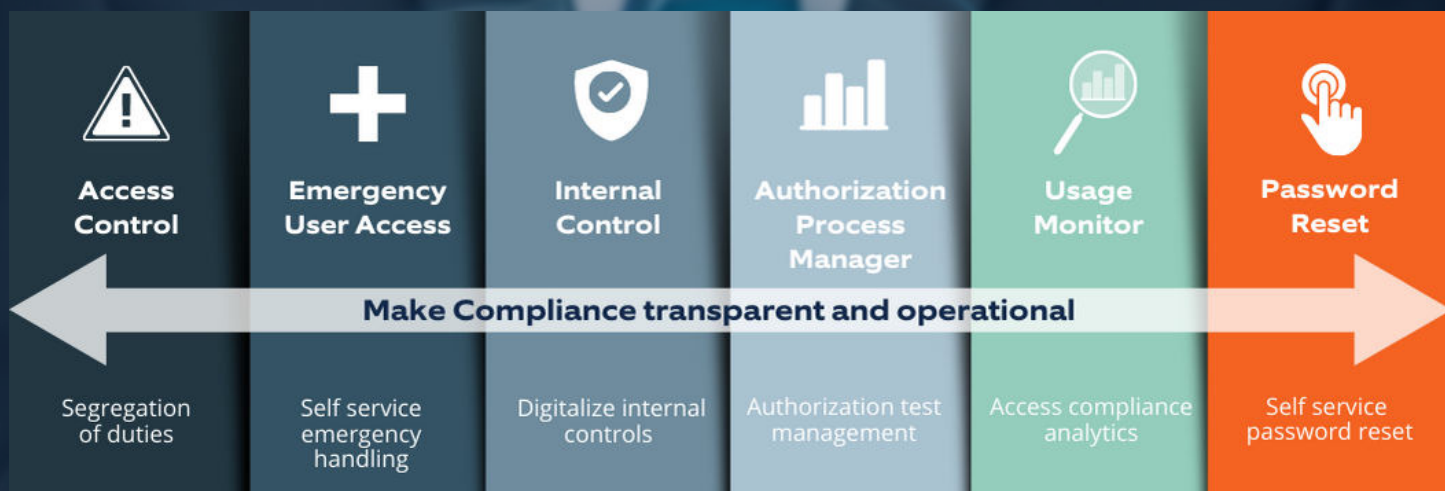 Access
Control
Emergency
User Access
Internal
Control
Authorization
Process
Manager
Usage
Monitor
Password
Reset
Make Compliance transparent and operational
Segregation
of duties
Self service
emergency
handling
Digitalize internal
controls
Authorization test
management
Access compliance
analytics
Self service
password reset